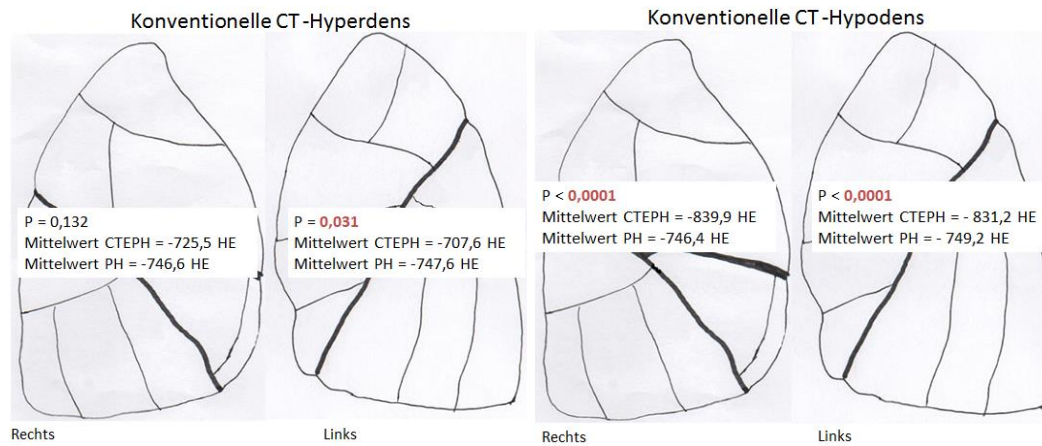 Konventionelle CT -Hyperdens
Konventionelle CT -Hypodens
P = 0,132
Mittelwert CTEPH = -725,5 HE
Mittelwert PH = -746,6 HE
P = 0,031
Mittelwert CTEPH = -707,6 HE
Mittelwert PH = -747,6 HE
P < 0,0001
Mittelwert CTEPH = -839,9 HE
Mittelwert PH = -746,4 HE
P < 0,0001
Mittelwert CTEPH = - 831,2 HE
Mittelwert PH = - 749,2 HE
Rechts
Links
Rechts
Links